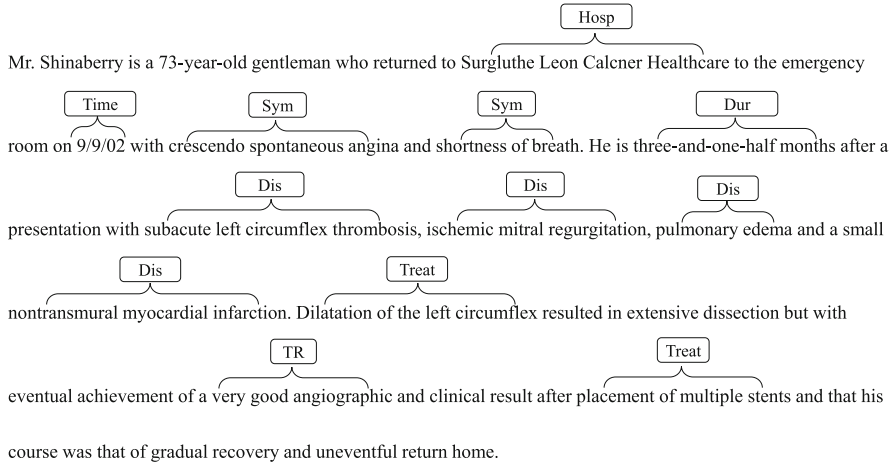 Hosp
Mr. Shinaberry is a 73-year-old gentleman who returned to Surgluthe Leon Calcner Healthcare to the emergency
Time Sym Sym Dur
room on 9/9/02 with crescendo spontaneous angina and shortness of breath. He is three-and-one-half months after a
Dis Dis Dis
presentation with subacute left circumflex thrombosis, ischemic mitral regurgitation, pulmonary edema and a small
Dis Treat
nontransmural myocardial infarction. Dilatation of the left circumflex resulted in extensive dissection but with
TR Treat
eventual achievement of a very good angiographic and clinical result after placement of multiple stents and that his
course was that of gradual recovery and uneventful return home.